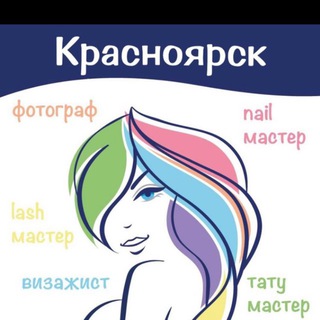 Красноярск
фотограф
nail
мастер
lash
мастер
визажист
тату
мастер